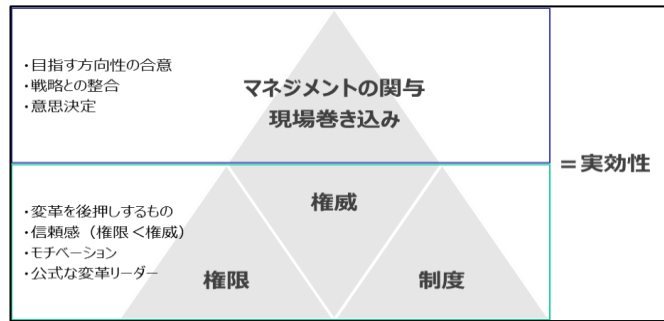 ・目指す方向性の合意
・戦略との整合
・意思決定
マネジメントの関与
現場巻き込み
＝実効性
・変革を後押しするもの
・信頼感（権限＜権威）
・モチベーション
・公式な変革リーダー
権威
権限
制度